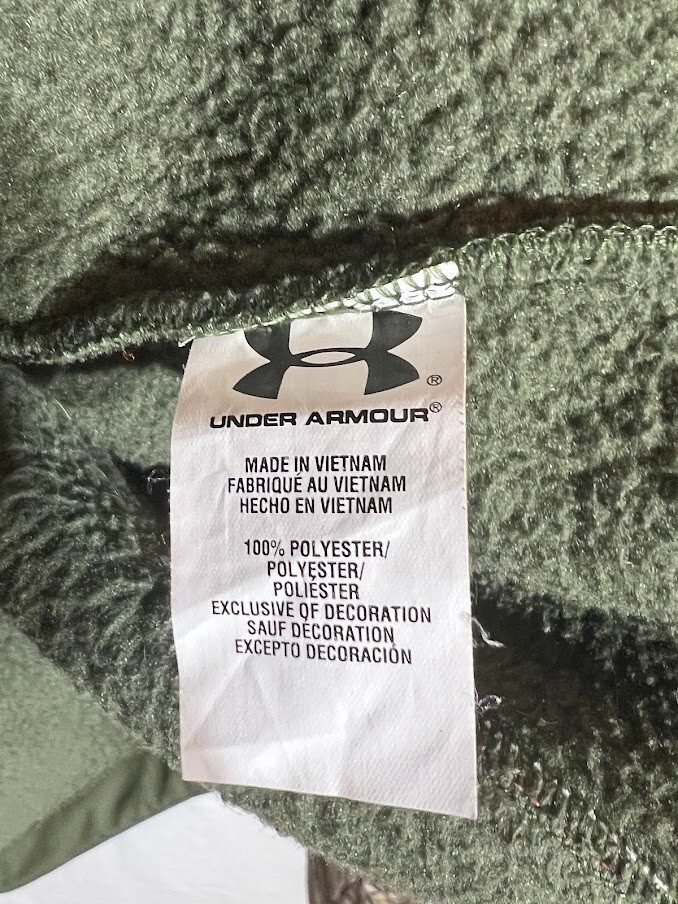 ®
UNDER ARMOUR®
MADE IN VIETNAM
FABRIQUÉ AU VIETNAM
HECHO EN VIETNAM
100% POLYESTER/
POLYESTER/
POLIÉSTER
EXCLUSIVE OF DECORATION
SAUF DÉCORATION
EXCEPTO DECORACIÓN